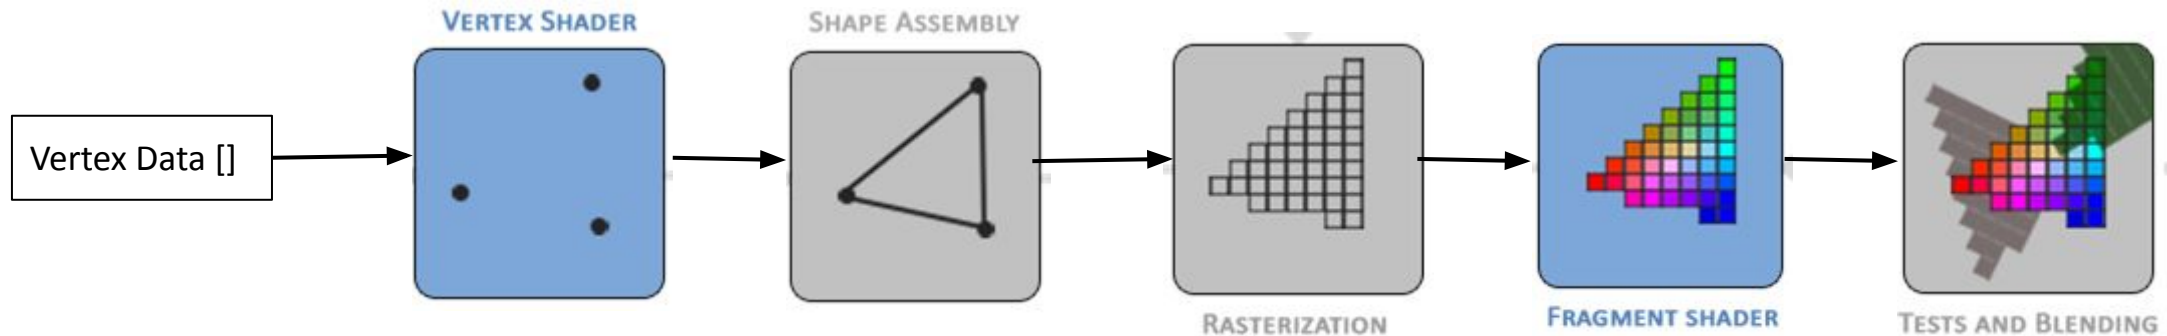 VERTEX SHADER
SHAPE ASSEMBLY
Vertex Data []
RASTERIZATION
FRAGMENT SHADER
TESTS AND BLENDING